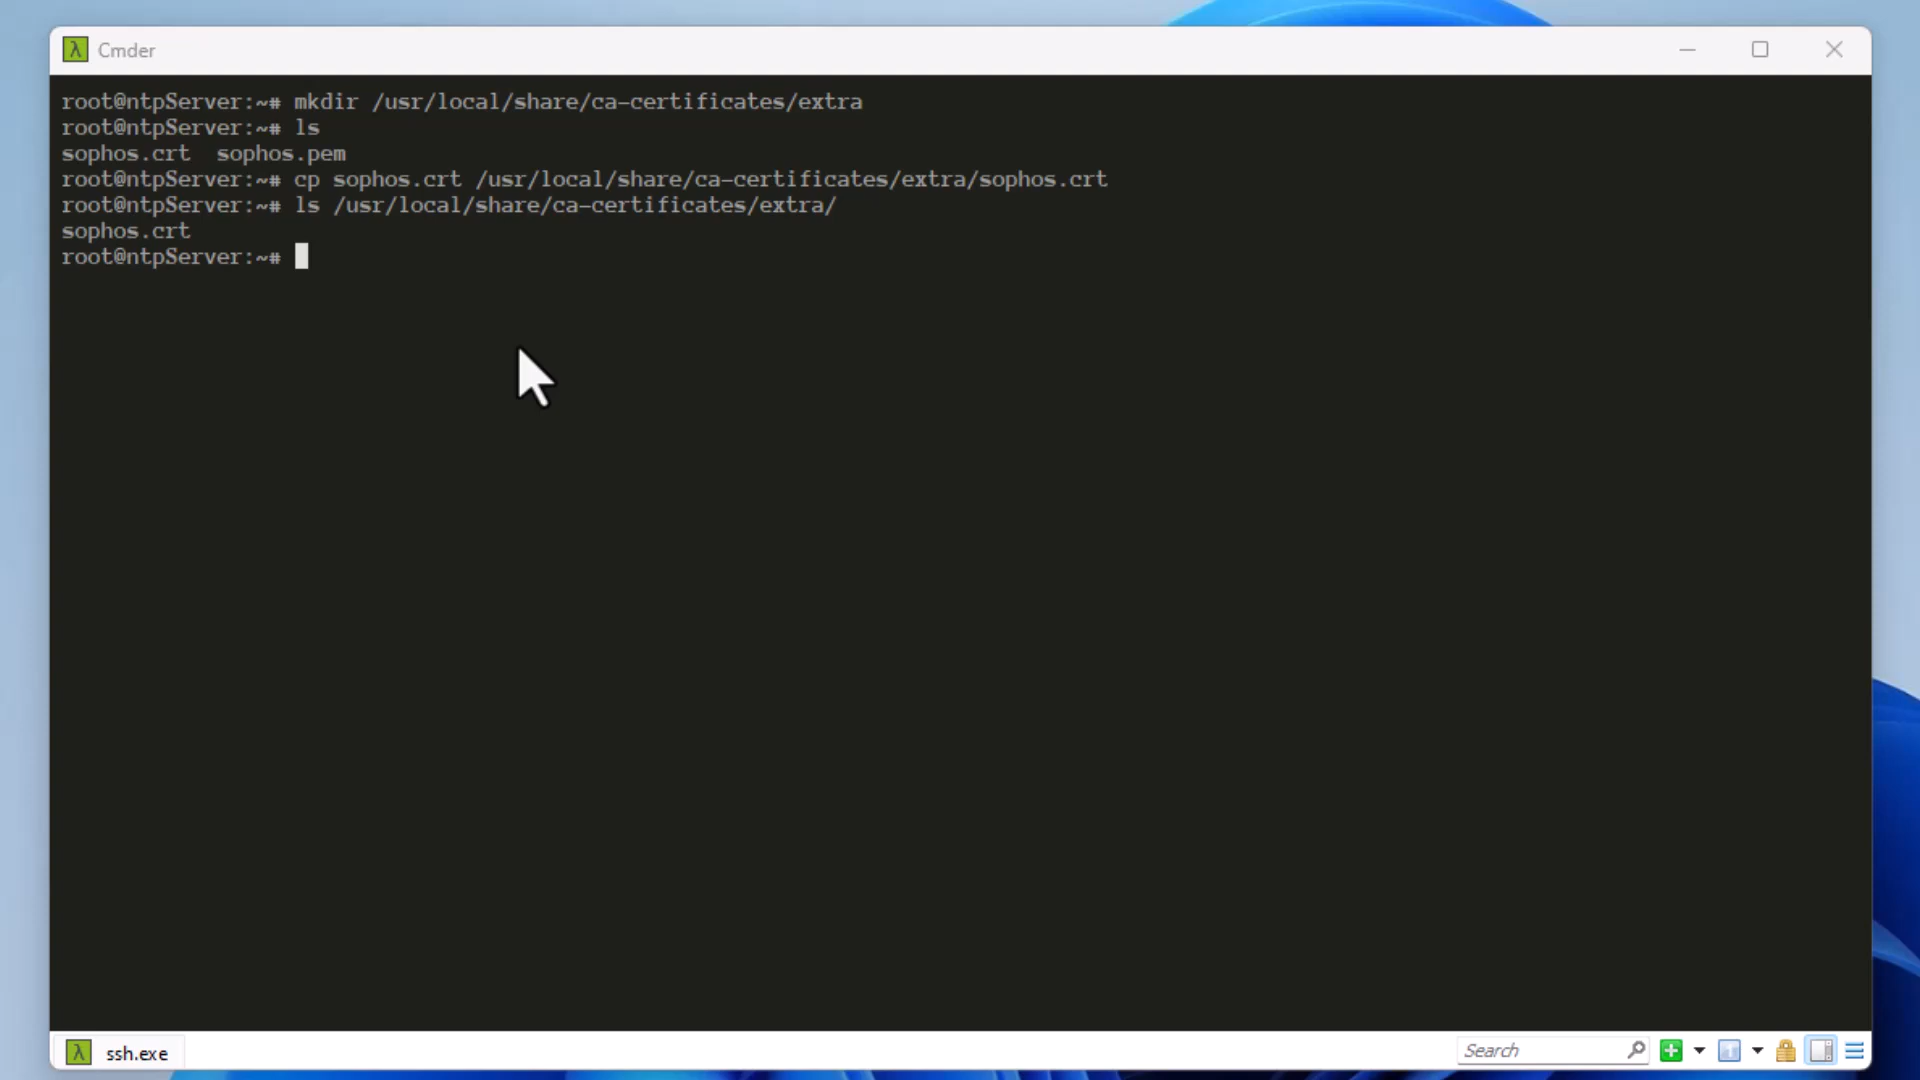 Cmder
root@ntpServer:~# mkdir /usr/local/share/ca-certificates/extra
root@ntpServer:~# ls
sophos.crt  sophos.pem
root@ntpServer:~# cp sophos.crt /usr/local/share/ca-certificates/extra/sophos.crt
root@ntpServer:~# ls /usr/local/share/ca-certificates/extra/
sophos.crt
root@ntpServer:~#
ssh.exe
Search